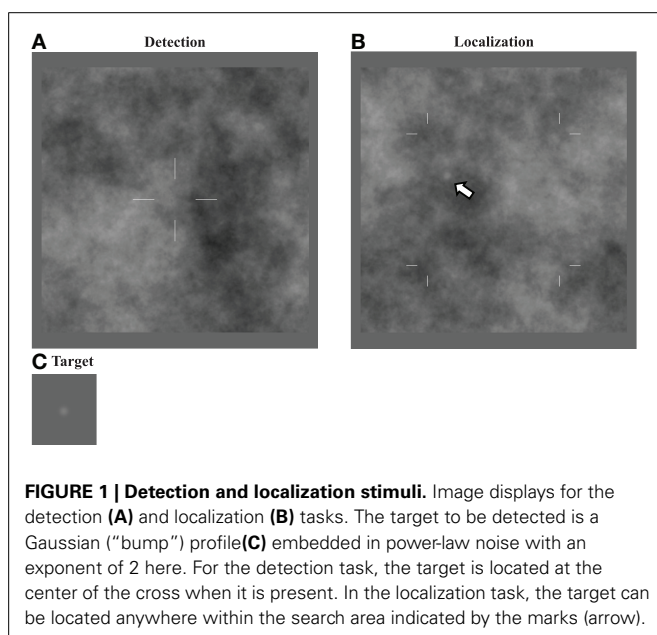 A Detection
B Localization
C Target
FIGURE 1 | Detection and localization stimuli. Image displays for the
detection (A) and localization (B) tasks. The target to be detected is a
Gaussian (“bump”) profile(C) embedded in power-law noise with an
exponent of 2 here. For the detection task, the target is located at the
center of the cross when it is present. In the localization task, the target can
be located anywhere within the search area indicated by the marks (arrow).